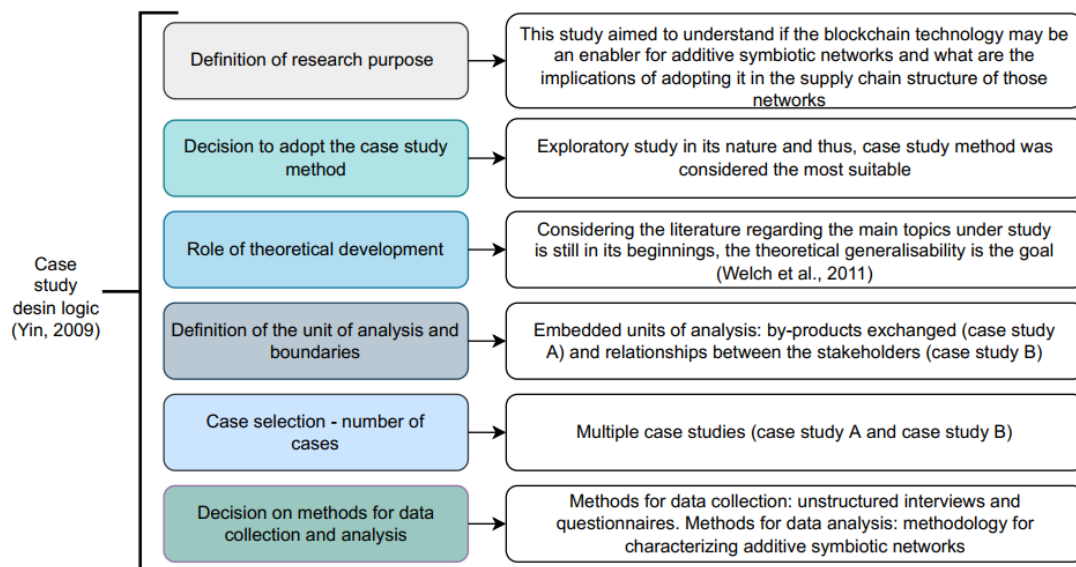 Case
study
desin logic
(Yin, 2009)
Definition of research purpose
This study aimed to understand if the blockchain technology may be
an enabler for additive symbiotic networks and what are the
implications of adopting it in the supply chain structure of those
networks
Decision to adopt the case study
method
Exploratory study in its nature and thus, case study method was
considered the most suitable
Role of theoretical development
Considering the literature regarding the main topics under study
is still in its beginnings, the theoretical generalisability is the goal
(Welch et al., 2011)
Definition of the unit of analysis and
boundaries
Embedded units of analysis: by-products exchanged (case study
A) and relationships between the stakeholders (case study B)
Case selection - number of
cases
Multiple case studies (case study A and case study B)
Decision on methods for data
collection and analysis
Methods for data collection: unstructured interviews and
questionnaires. Methods for data analysis: methodology for
characterizing additive symbiotic networks